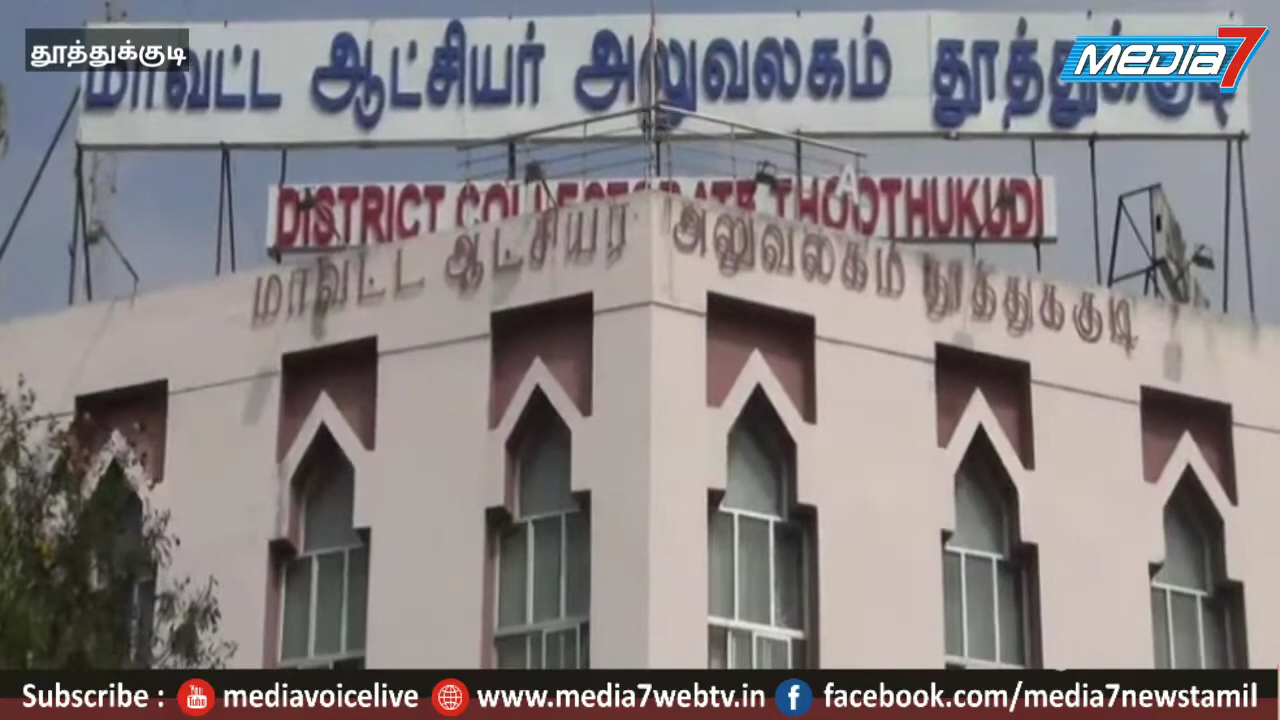 தூத்துக்குடி
MEDIA7
மாவட்ட ஆட்சியர் அலுவலகம் தூத்துக்குடி
DISTRICT COLLECTORATE THOOTHUKUDI
மாவட்ட ஆட்சியர் அலுவலகம் தூத்துக்குடி
Subscribe : mediavoicelive www.media7webtv.in facebook.com/media7newstamil